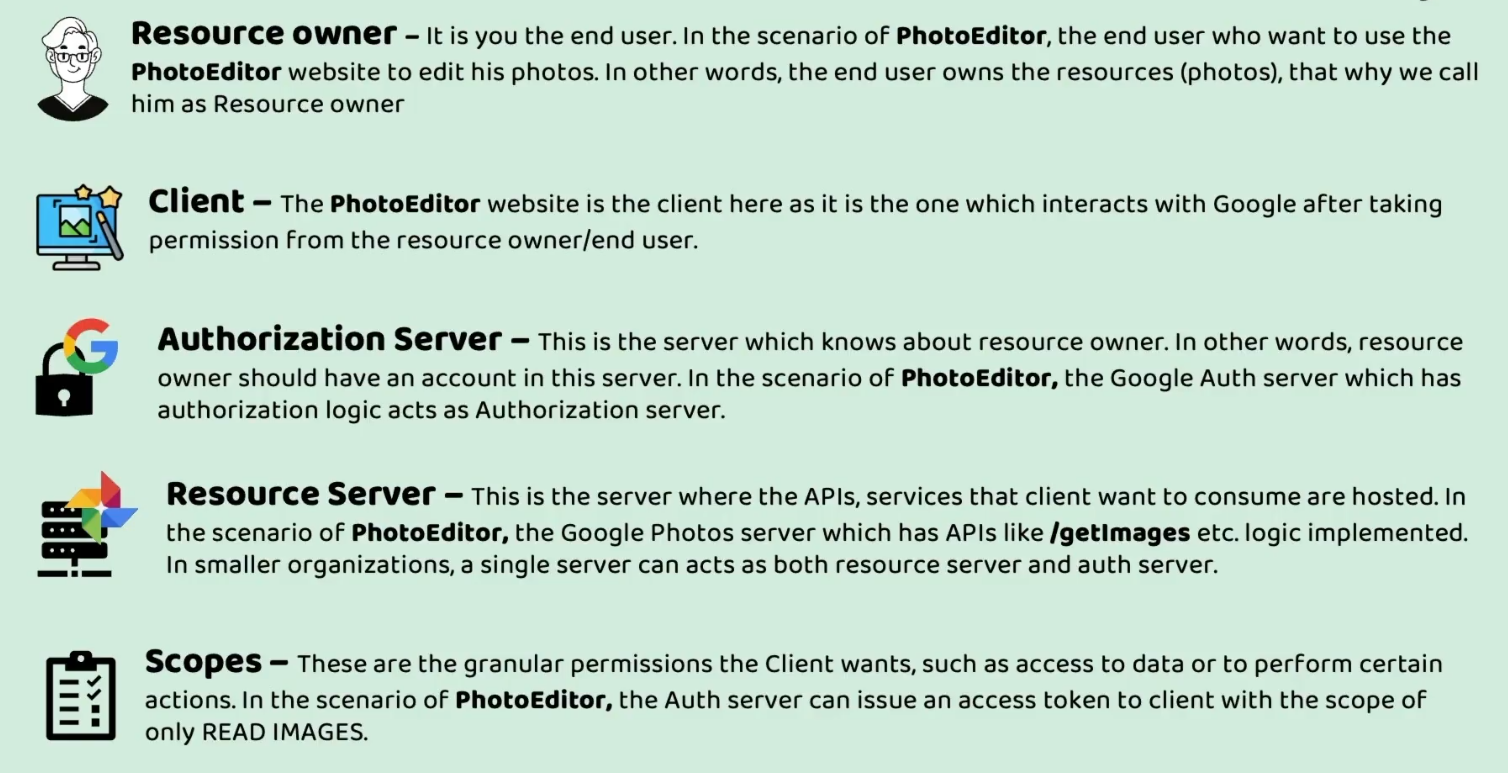 Resource owner – It is you the end user. In the scenario of PhotoEditor, the end user who want to use the
PhotoEditor website to edit his photos. In other words, the end user owns the resources (photos), that why we call
him as Resource owner
Client – The PhotoEditor website is the client here as it is the one which interacts with Google after taking
permission from the resource owner/end user.
Authorization Server – This is the server which knows about resource owner. In other words, resource
owner should have an account in this server. In the scenario of PhotoEditor, the Google Auth server which has
authorization logic acts as Authorization server.
Resource Server – This is the server where the APIs, services that client want to consume are hosted. In
the scenario of PhotoEditor, the Google Photos server which has APIs like /getImages etc. logic implemented.
In smaller organizations, a single server can acts as both resource server and auth server.
Scopes – These are the granular permissions the Client wants, such as access to data or to perform certain
actions. In the scenario of PhotoEditor, the Auth server can issue an access token to client with the scope of
only READ IMAGES.